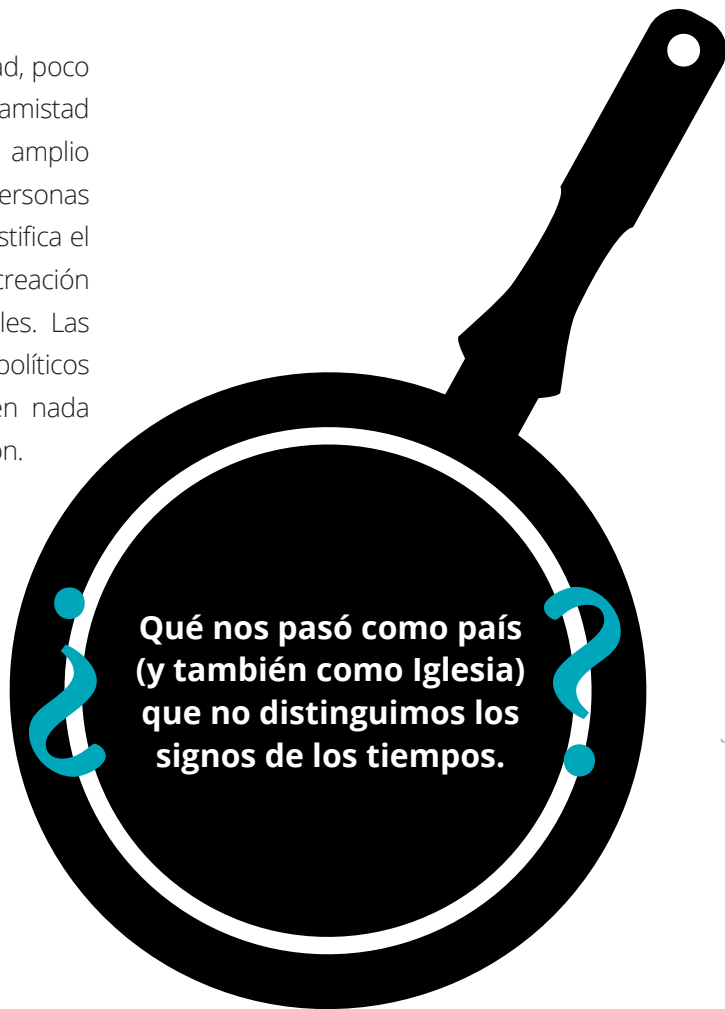 ad, poco
amistad
amplio
ersonas
stifica el
creación
les. Las
políticos
en nada
ón.
¿
Qué nos pasó como país
(y también como Iglesia)
que no distinguimos los
signos de los tiempos.
?